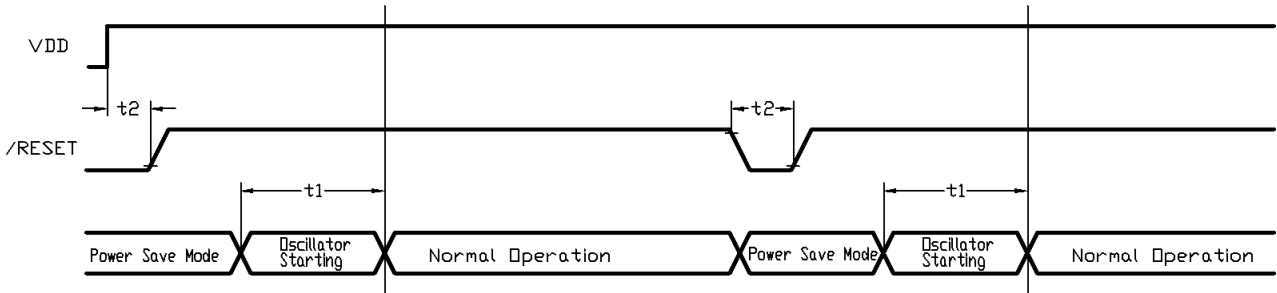 VDD
t2
t2
/RESET
t1
t1
Power Save Mode
Oscillator
Starting
Normal Operation
Power Save Mode
Oscillator
Starting
Normal Operation